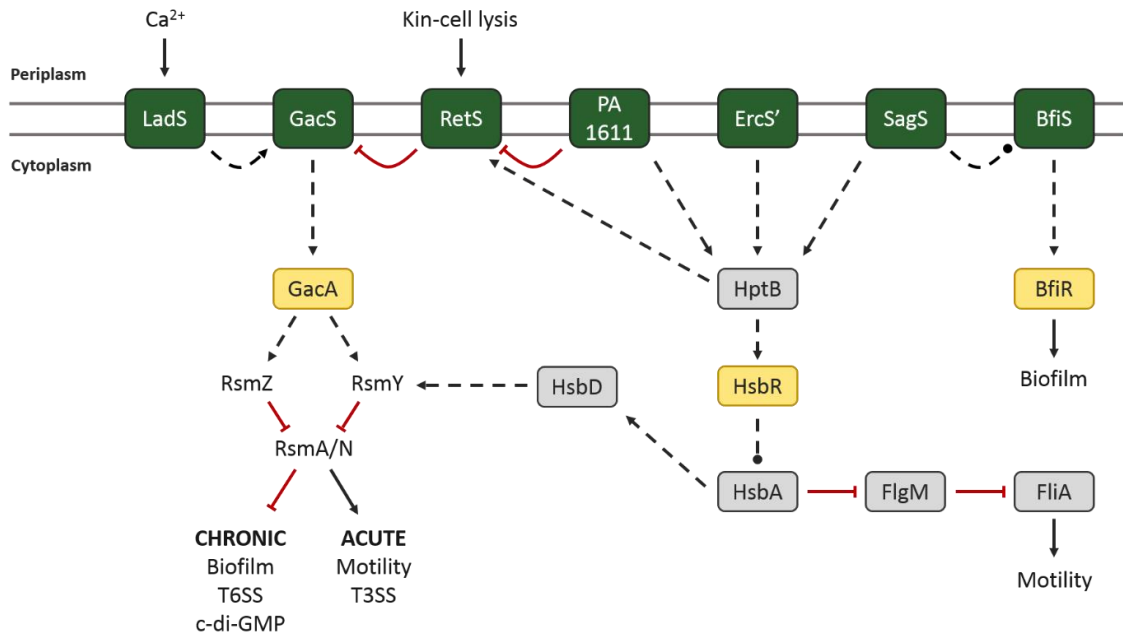 Ca²⁺
Kin-cell lysis
Periplasm
LadS
GacS
RetS
PA
1611
ErcS’
SagS
BfiS
Cytoplasm
GacA
HptB
BfiR
RsmZ
RsmY
HsbD
HsbR
Biofilm
RsmA/N
HsbA
FlgM
FliA
CHRONIC
Biofilm
T6SS
c-di-GMP
ACUTE
Motility
T3SS
Motility